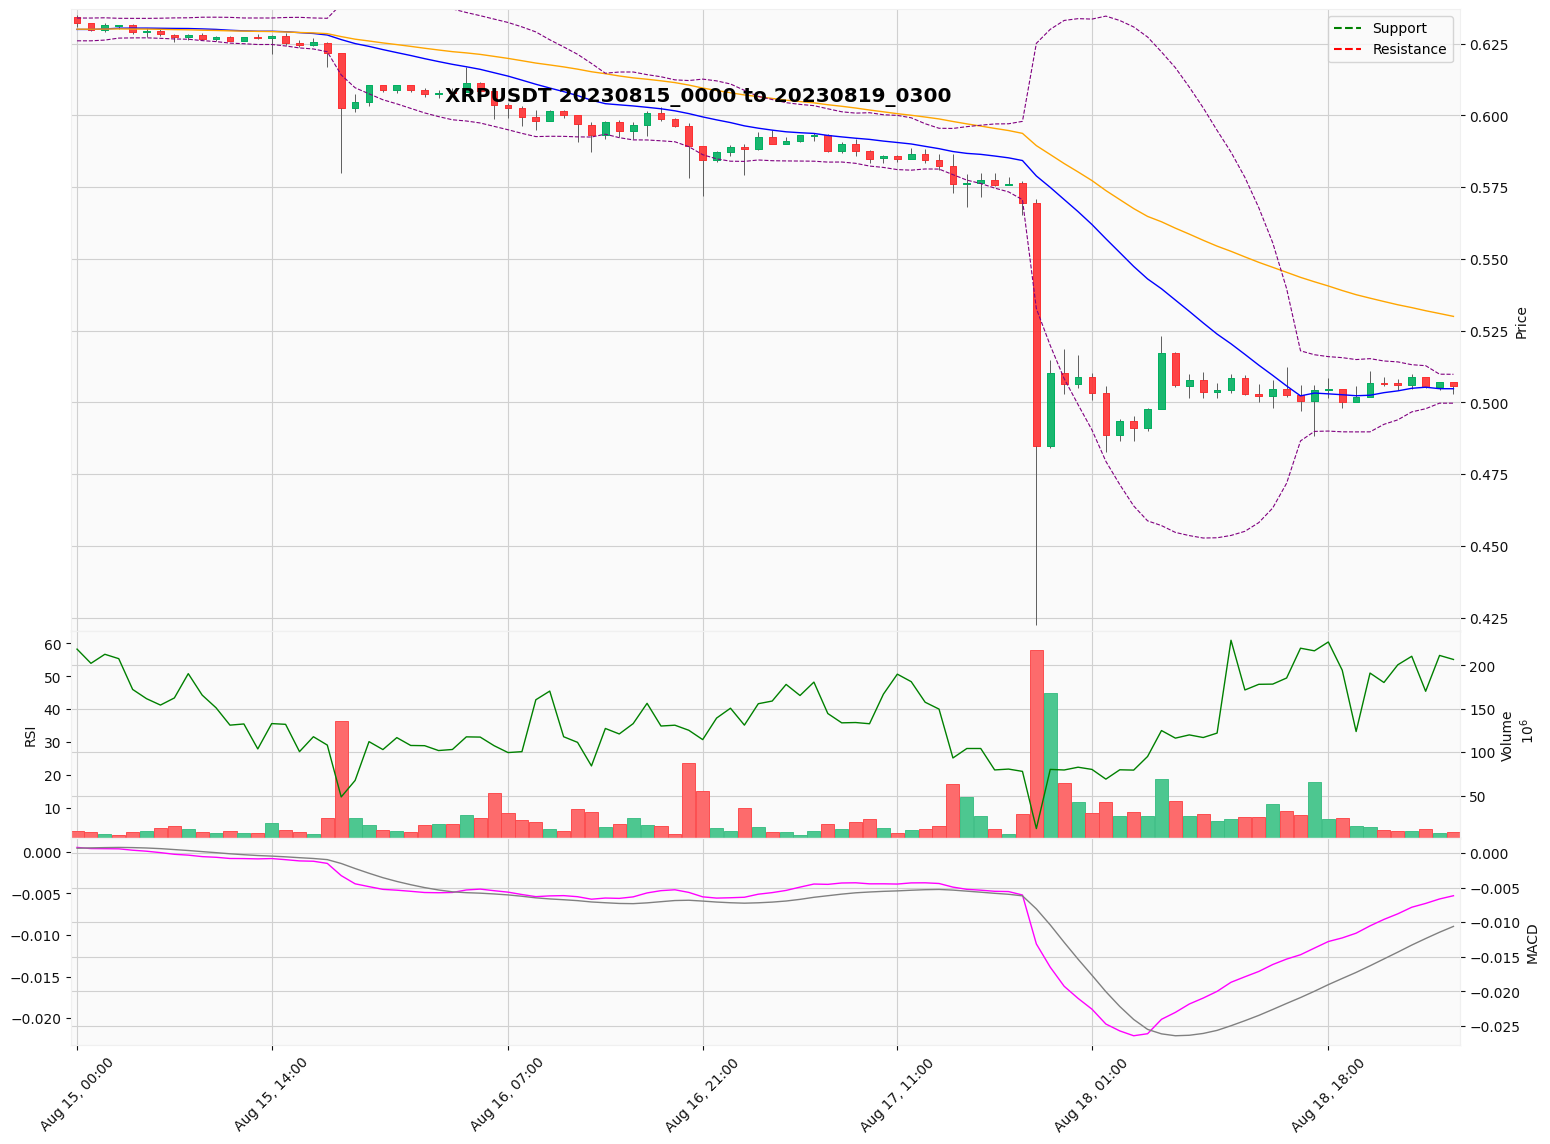 XRPUSDT 20230815_0000 to 20230819_0300
Support
Resistance
0.625
0.600
0.575
0.550
0.525
0.500
0.475
0.450
0.425
Price
60
50
40
30
20
10
RSI
200
150
100
50
Volume
10^6
0.000
−0.005
−0.010
−0.015
−0.020
0.000
−0.005
−0.010
−0.015
−0.020
−0.025
MACD
Aug 15, 00:00
Aug 15, 14:00
Aug 16, 07:00
Aug 16, 21:00
Aug 17, 11:00
Aug 18, 01:00
Aug 18, 18:00